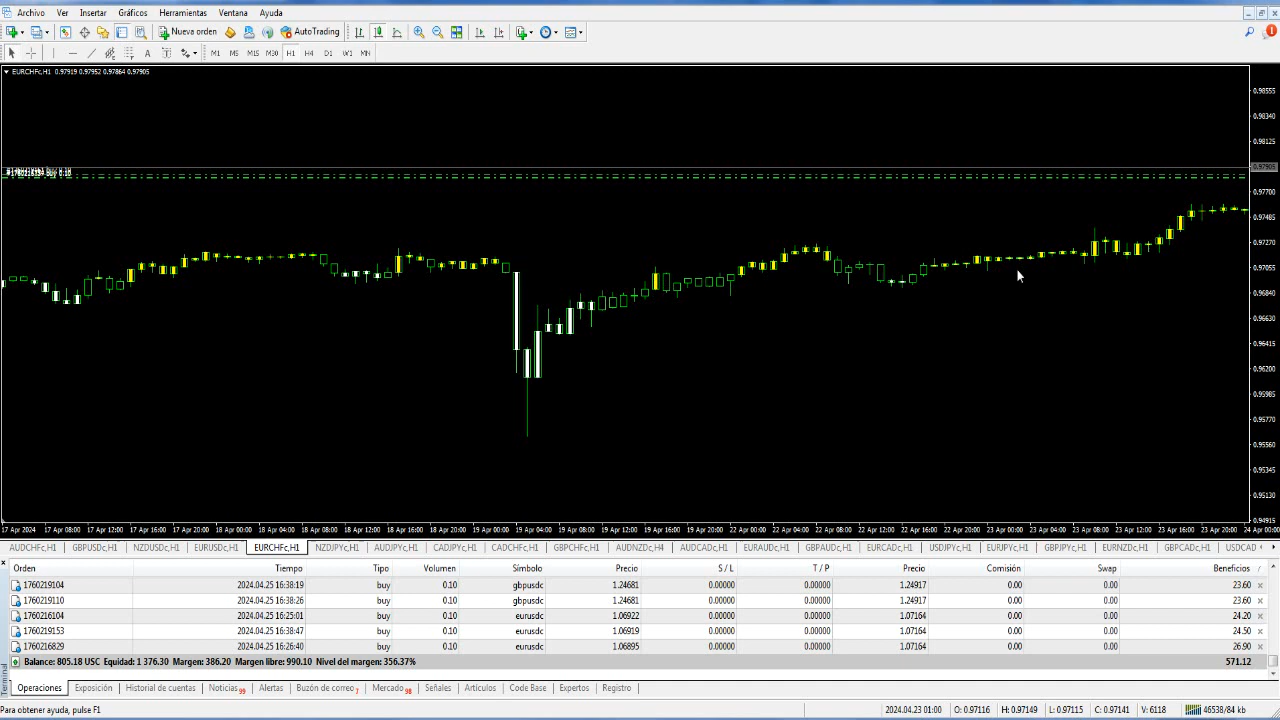 Archivo Ver Insertar Gráficos Herramientas Ventana Ayuda
Nueva orden AutoTrading 1
A T M1 M5 M15 M30 H1 H4 D1 W1 MN
EURCHFc,H1 0.97919 0.97952 0.97864 0.97905
0.98555
0.98340
0.98125
0.97905
buy 0.10
0.97700
0.97485
0.97270
0.97055
0.96840
0.96630
0.96415
0.96200
0.95985
0.95770
0.95560
0.95345
0.95130
0.94915
17 Apr 2024 17 Apr 08:00 17 Apr 12:00 17 Apr 16:00 17 Apr 20:00 18 Apr 00:00 18 Apr 04:00 18 Apr 08:00 18 Apr 12:00 18 Apr 16:00 18 Apr 20:00 19 Apr 00:00 19 Apr 04:00 19 Apr 08:00 19 Apr 12:00 19 Apr 16:00 19 Apr 20:00 22 Apr 00:00 22 Apr 04:00 22 Apr 08:00 22 Apr 12:00 22 Apr 16:00 22 Apr 20:00 23 Apr 00:00 23 Apr 04:00 23 Apr 08:00 23 Apr 12:00 23 Apr 16:00 23 Apr 20:00 24 Apr 00:00
AUDCHFc,H1 GBPUSDc,H1 NZDUSDc,H1 EURUSDc,H1 EURCHFc,H1 NZDJPYc,H1 AUDJPYc,H1 CADJPYc,H1 CADCHFc,H1 GBPCHFc,H1 AUDNZDc,H4 AUDCADc,H1 EURAUDc,H1 GBPAUDc,H1 EURCADc,H1 USDJPYc,H1 EURJPYc,H1 GBPJPYc,H1 EURNZDc,H1 GBPCADc,H1 USDCAD
Orden Tiempo Tipo Volumen Símbolo Precio S / L T / P Precio Comisión Swap Beneficios /
1760219104 2024.04.25 16:38:19 buy 0.10 gbpusdc 1.24681 0.00000 0.00000 1.24917 0.00 0.00 23.60
1760219110 2024.04.25 16:38:26 buy 0.10 gbpusdc 1.24681 0.00000 0.00000 1.24917 0.00 0.00 23.60
1760216104 2024.04.25 16:25:01 buy 0.10 eurusdc 1.06922 0.00000 0.00000 1.07164 0.00 0.00 24.20
1760219153 2024.04.25 16:38:47 buy 0.10 eurusdc 1.06919 0.00000 0.00000 1.07164 0.00 0.00 24.50
1760216829 2024.04.25 16:26:40 buy 0.10 eurusdc 1.06895 0.00000 0.00000 1.07164 0.00 0.00 26.90
Balance: 805.18 USC Equidad: 1 376.30 Margen: 386.20 Margen libre: 990.10 Nivel del margen: 356.37% 571.12
Terminal
Operaciones Exposición Historial de cuentas Noticias 99 Alertas Buzón de correo 7 Mercado 98 Señales Artículos Code Base Expertos Registro
Para obtener ayuda, pulse F1 2024.04.23 01:00 O: 0.97116 H: 0.97149 L: 0.97115 C: 0.97141 V: 6118 46538/84 kb